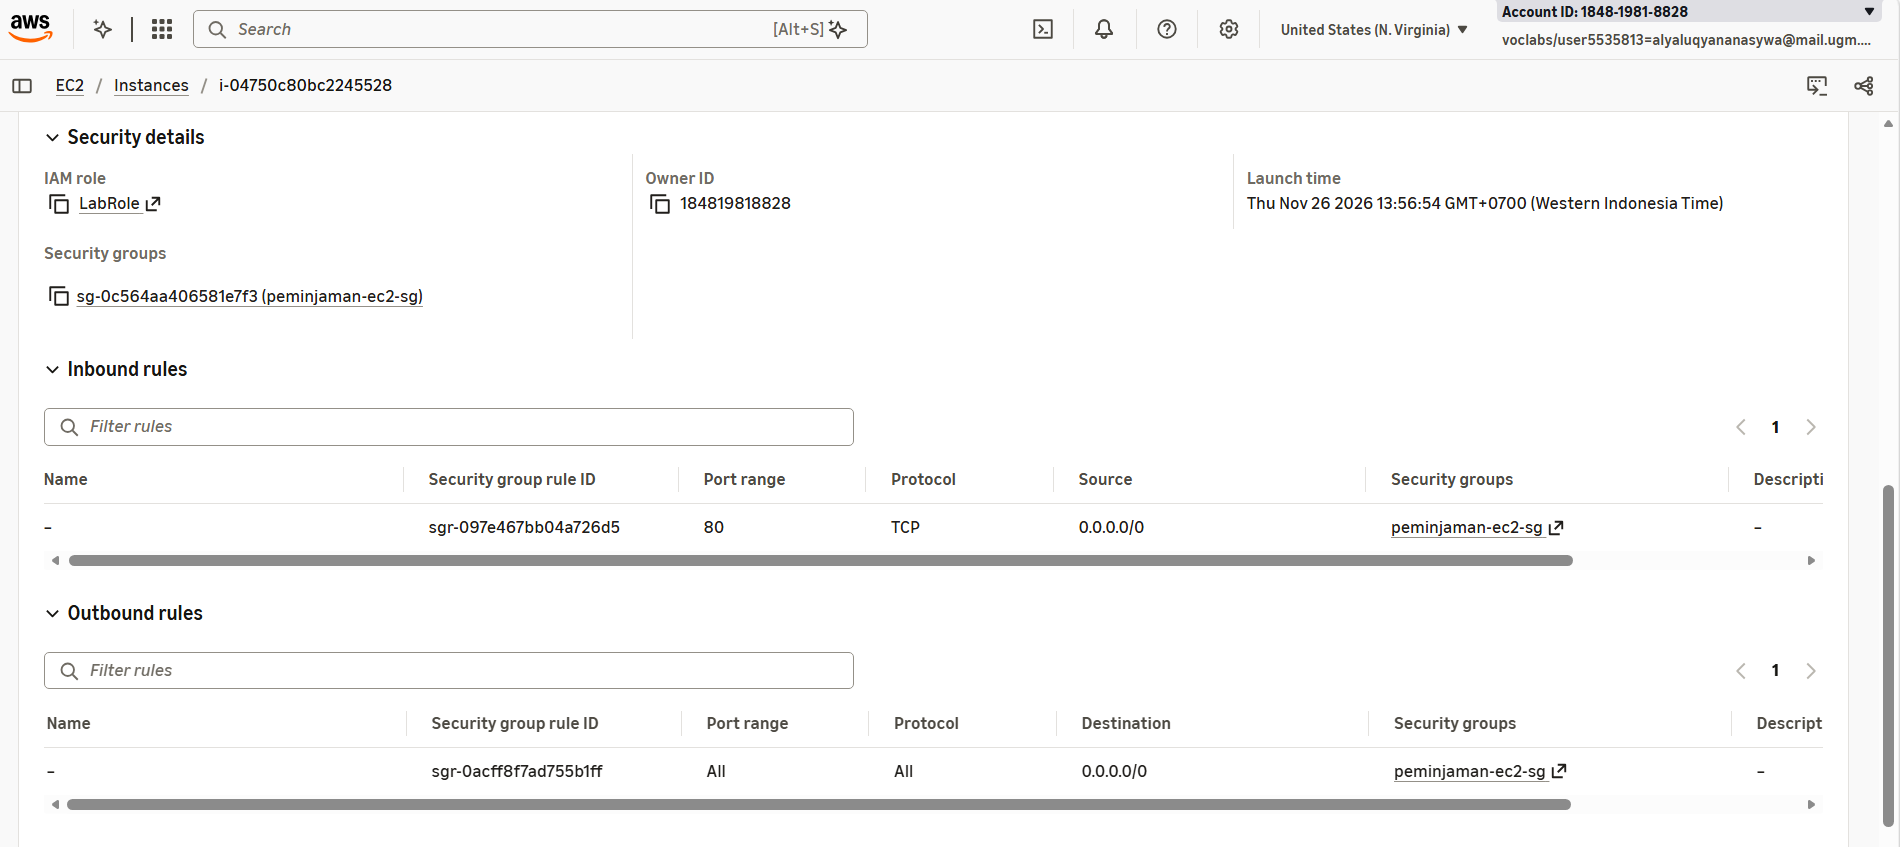 aws
Search
[Alt+S]
United States (N. Virginia)
Account ID: 1848-1981-8828
voclabs/user5535813=alyaluqyananasywa@mail.ugm....
EC2 / Instances / i-04750c80bc2245528
Security details
IAM role
LabRole
Owner ID
184819818828
Launch time
Thu Nov 26 2026 13:56:54 GMT+0700 (Western Indonesia Time)
Security groups
sg-0c564aa406581e7f3 (peminjaman-ec2-sg)
Inbound rules
Filter rules
1
Name Security group rule ID Port range Protocol Source Security groups Descripti
– sgr-097e467bb04a726d5 80 TCP 0.0.0.0/0 peminjaman-ec2-sg –
Outbound rules
Filter rules
1
Name Security group rule ID Port range Protocol Destination Security groups Descript
– sgr-0acff8f7ad755b1ff All All 0.0.0.0/0 peminjaman-ec2-sg –